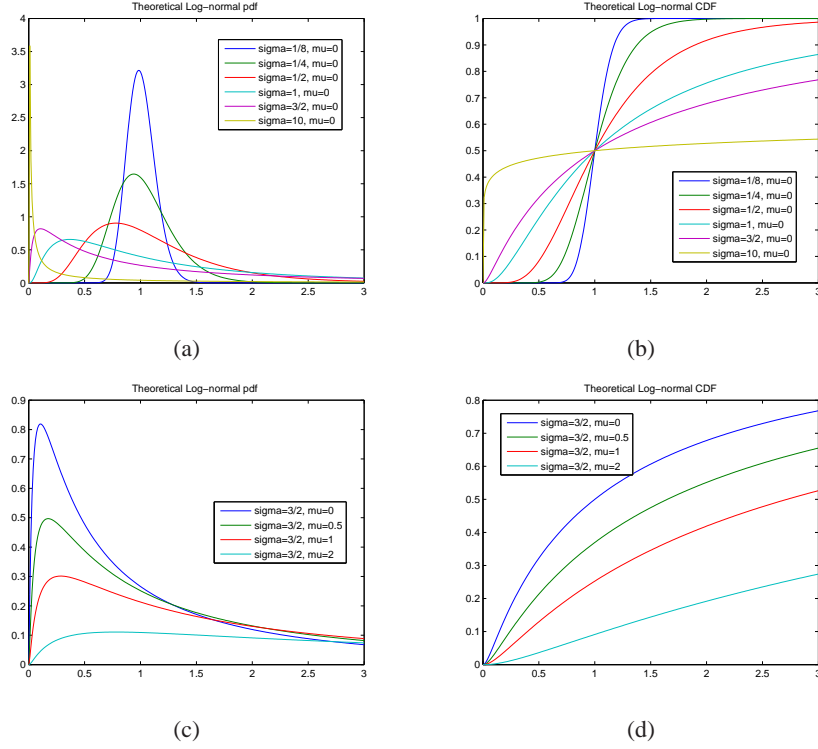 Theoretical Log−normal pdf
4
3.5
3
2.5
2
1.5
1
0.5
0
sigma=1/8, mu=0
sigma=1/4, mu=0
sigma=1/2, mu=0
sigma=1, mu=0
sigma=3/2, mu=0
sigma=10, mu=0
0 0.5 1 1.5 2 2.5 3
(a)
Theoretical Log−normal CDF
1
0.9
0.8
0.7
0.6
0.5
0.4
0.3
0.2
0.1
0
sigma=1/8, mu=0
sigma=1/4, mu=0
sigma=1/2, mu=0
sigma=1, mu=0
sigma=3/2, mu=0
sigma=10, mu=0
0 0.5 1 1.5 2 2.5 3
(b)
Theoretical Log−normal pdf
0.9
0.8
0.7
0.6
0.5
0.4
0.3
0.2
0.1
0
sigma=3/2, mu=0
sigma=3/2, mu=0.5
sigma=3/2, mu=1
sigma=3/2, mu=2
0 0.5 1 1.5 2 2.5 3
(c)
Theoretical Log−normal CDF
0.8
0.7
0.6
0.5
0.4
0.3
0.2
0.1
0
sigma=3/2, mu=0
sigma=3/2, mu=0.5
sigma=3/2, mu=1
sigma=3/2, mu=2
0 0.5 1 1.5 2 2.5 3
(d)